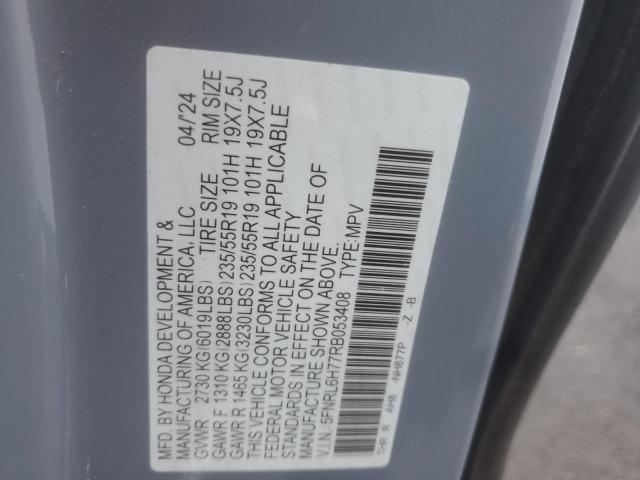 MFD. BY HONDA DEVELOPMENT &
MANUFACTURING OF AMERICA, LLC 04/'24
GVWR 2730 KG(6019LBS) TIRE SIZE RIM SIZE
GAWR F 1310 KG(2888LBS) 235/55R19 101H 19X7.5J
GAWR R 1465 KG(3230LBS) 235/55R19 101H 19X7.5J
THIS VEHICLE CONFORMS TO ALL APPLICABLE
FEDERAL MOTOR VEHICLE SAFETY
STANDARDS IN EFFECT ON THE DATE OF
MANUFACTURE SHOWN ABOVE.
V.I.N. 5FNRL6H77RB053408 TYPE:MPV
THR R AH8 -NH877P -Z -B